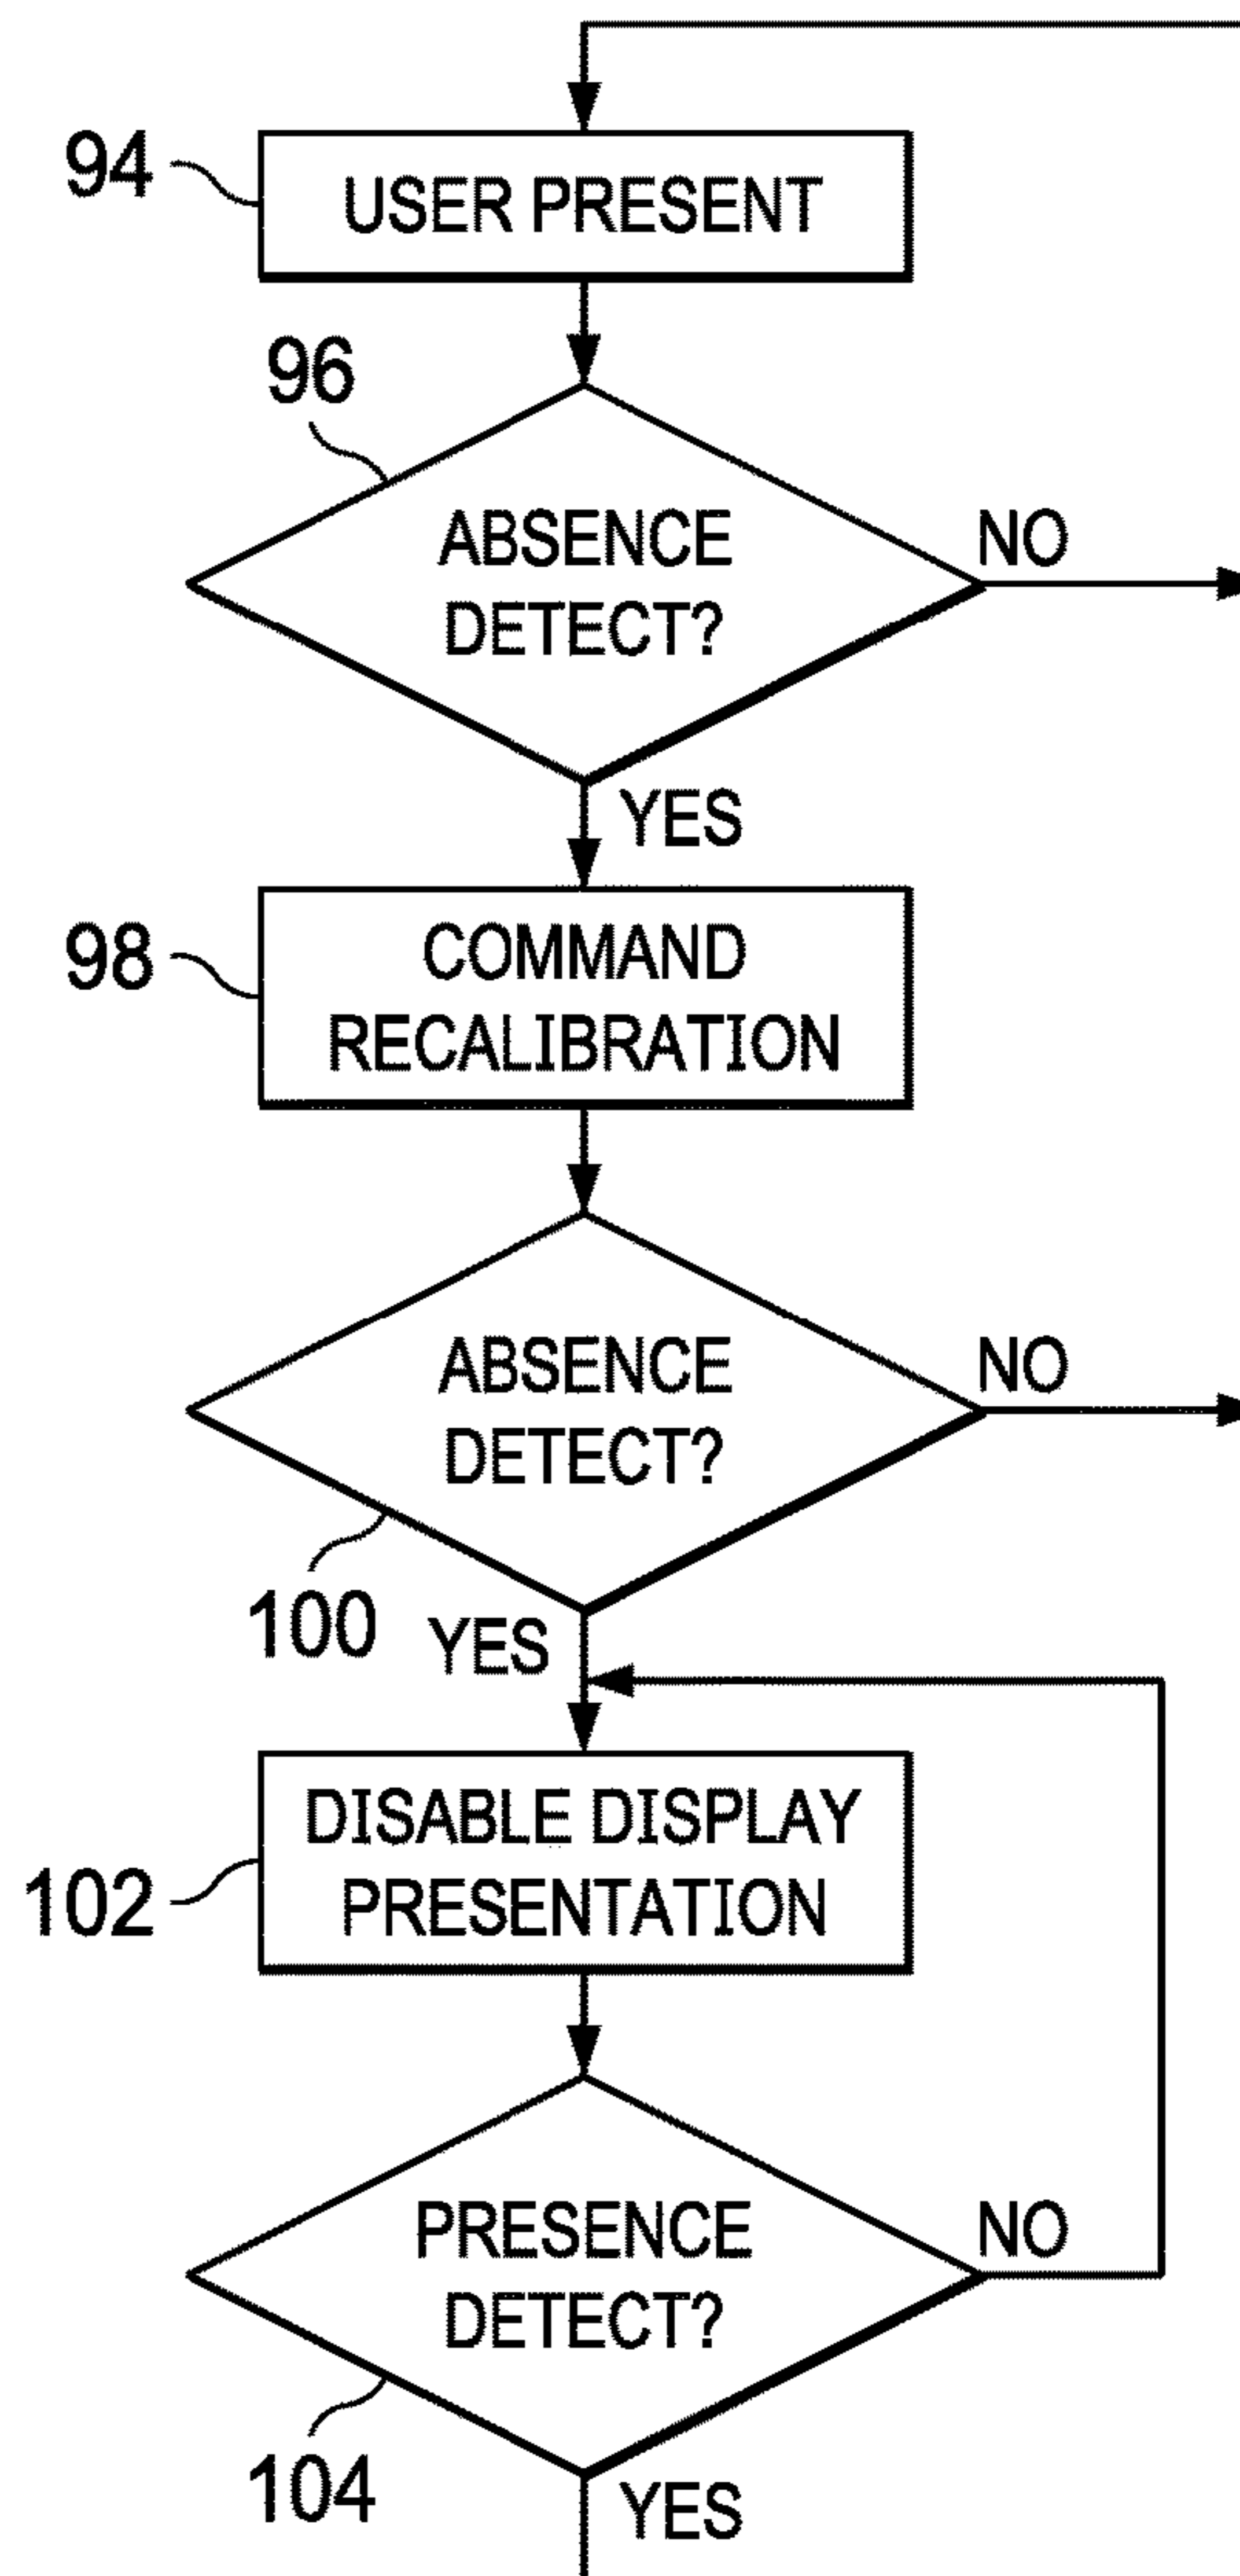 94
USER PRESENT
96
ABSENCE
DETECT?
NO
YES
98
COMMAND
RECALIBRATION
ABSENCE
DETECT?
NO
100
YES
102
DISABLE DISPLAY
PRESENTATION
PRESENCE
DETECT?
NO
104
YES